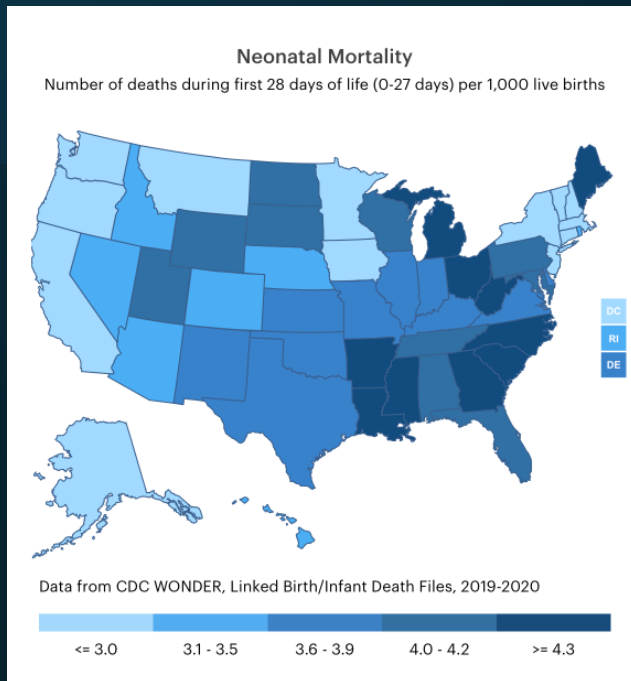 Neonatal Mortality
Number of deaths during first 28 days of life (0-27 days) per 1,000 live births
DC
RI
DE
Data from CDC WONDER, Linked Birth/Infant Death Files, 2019-2020
<= 3.0 3.1 - 3.5 3.6 - 3.9 4.0 - 4.2 >= 4.3